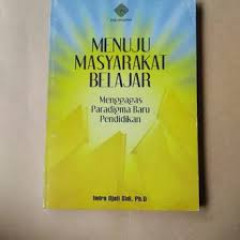 MENUJU
MASYARAKAT
BELAJAR
Menggagas
Paradigma Baru
Pendidikan
Indra Djati Sidi, Ph.D